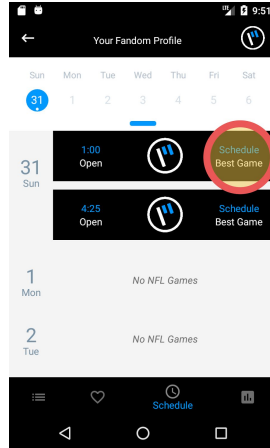 LTE 9:51
Your Fandom Profile
Sun Mon Tue Wed Thu Fri Sat
31 1 2 3 4 5 6
31 Sun
1:00 Open
Schedule Best Game
4:25 Open
Schedule Best Game
1 Mon
No NFL Games
2 Tue
No NFL Games
Schedule